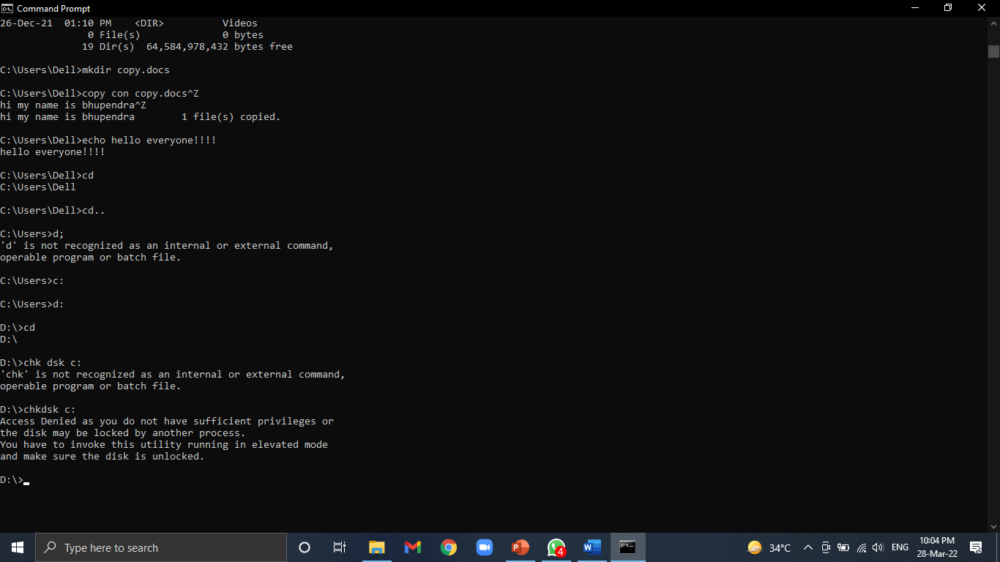 Command Prompt
26-Dec-21  01:10 PM    <DIR>          Videos
               0 File(s)              0 bytes
              19 Dir(s)  64,584,978,432 bytes free
C:\Users\Dell>mkdir copy.docs
C:\Users\Dell>copy con copy.docs^Z
hi my name is bhupendra^Z
hi my name is bhupendra        1 file(s) copied.
C:\Users\Dell>echo hello everyone!!!!
hello everyone!!!!
C:\Users\Dell>cd
C:\Users\Dell
C:\Users\Dell>cd..
C:\Users>d;
'd' is not recognized as an internal or external command,
operable program or batch file.
C:\Users>c:
C:\Users>d:
D:\>cd
D:\
D:\>chk dsk c:
'chk' is not recognized as an internal or external command,
operable program or batch file.
D:\>chkdsk c:
Access Denied as you do not have sufficient privileges or
the disk may be locked by another process.
You have to invoke this utility running in elevated mode
and make sure the disk is unlocked.
D:\>
Type here to search
4
34°C
ENG
10:04 PM
28-Mar-22